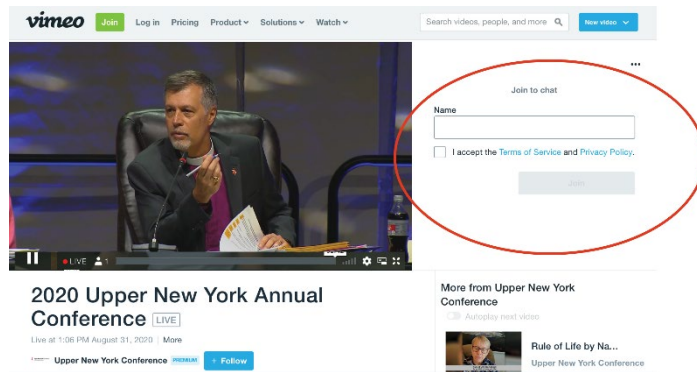 vimeo Join Log in Pricing Product Solutions Watch Search videos, people, and more New video
Join to chat
Name
I accept the Terms of Service and Privacy Policy.
Join
LIVE 1
2020 Upper New York Annual
Conference LIVE
Live at 1:06 PM August 31, 2020 More
Upper New York Conference PREMIUM + Follow
More from Upper New York
Conference
Autoplay next video
Rule of Life by Na...
Upper New York Conference